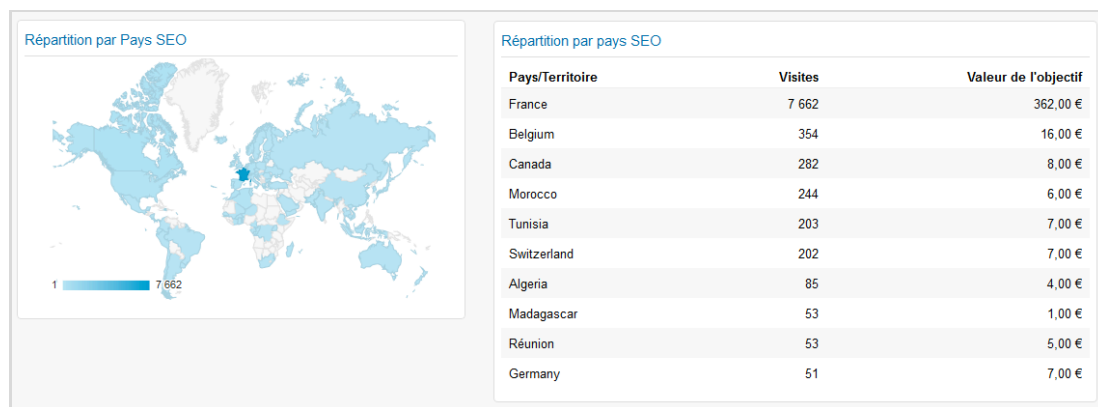 Répartition par Pays SEO
1 7 662
Répartition par pays SEO
Pays/Territoire Visites Valeur de l'objectif
France 7 662 362,00 €
Belgium 354 16,00 €
Canada 282 8,00 €
Morocco 244 6,00 €
Tunisia 203 7,00 €
Switzerland 202 7,00 €
Algeria 85 4,00 €
Madagascar 53 1,00 €
Réunion 53 5,00 €
Germany 51 7,00 €